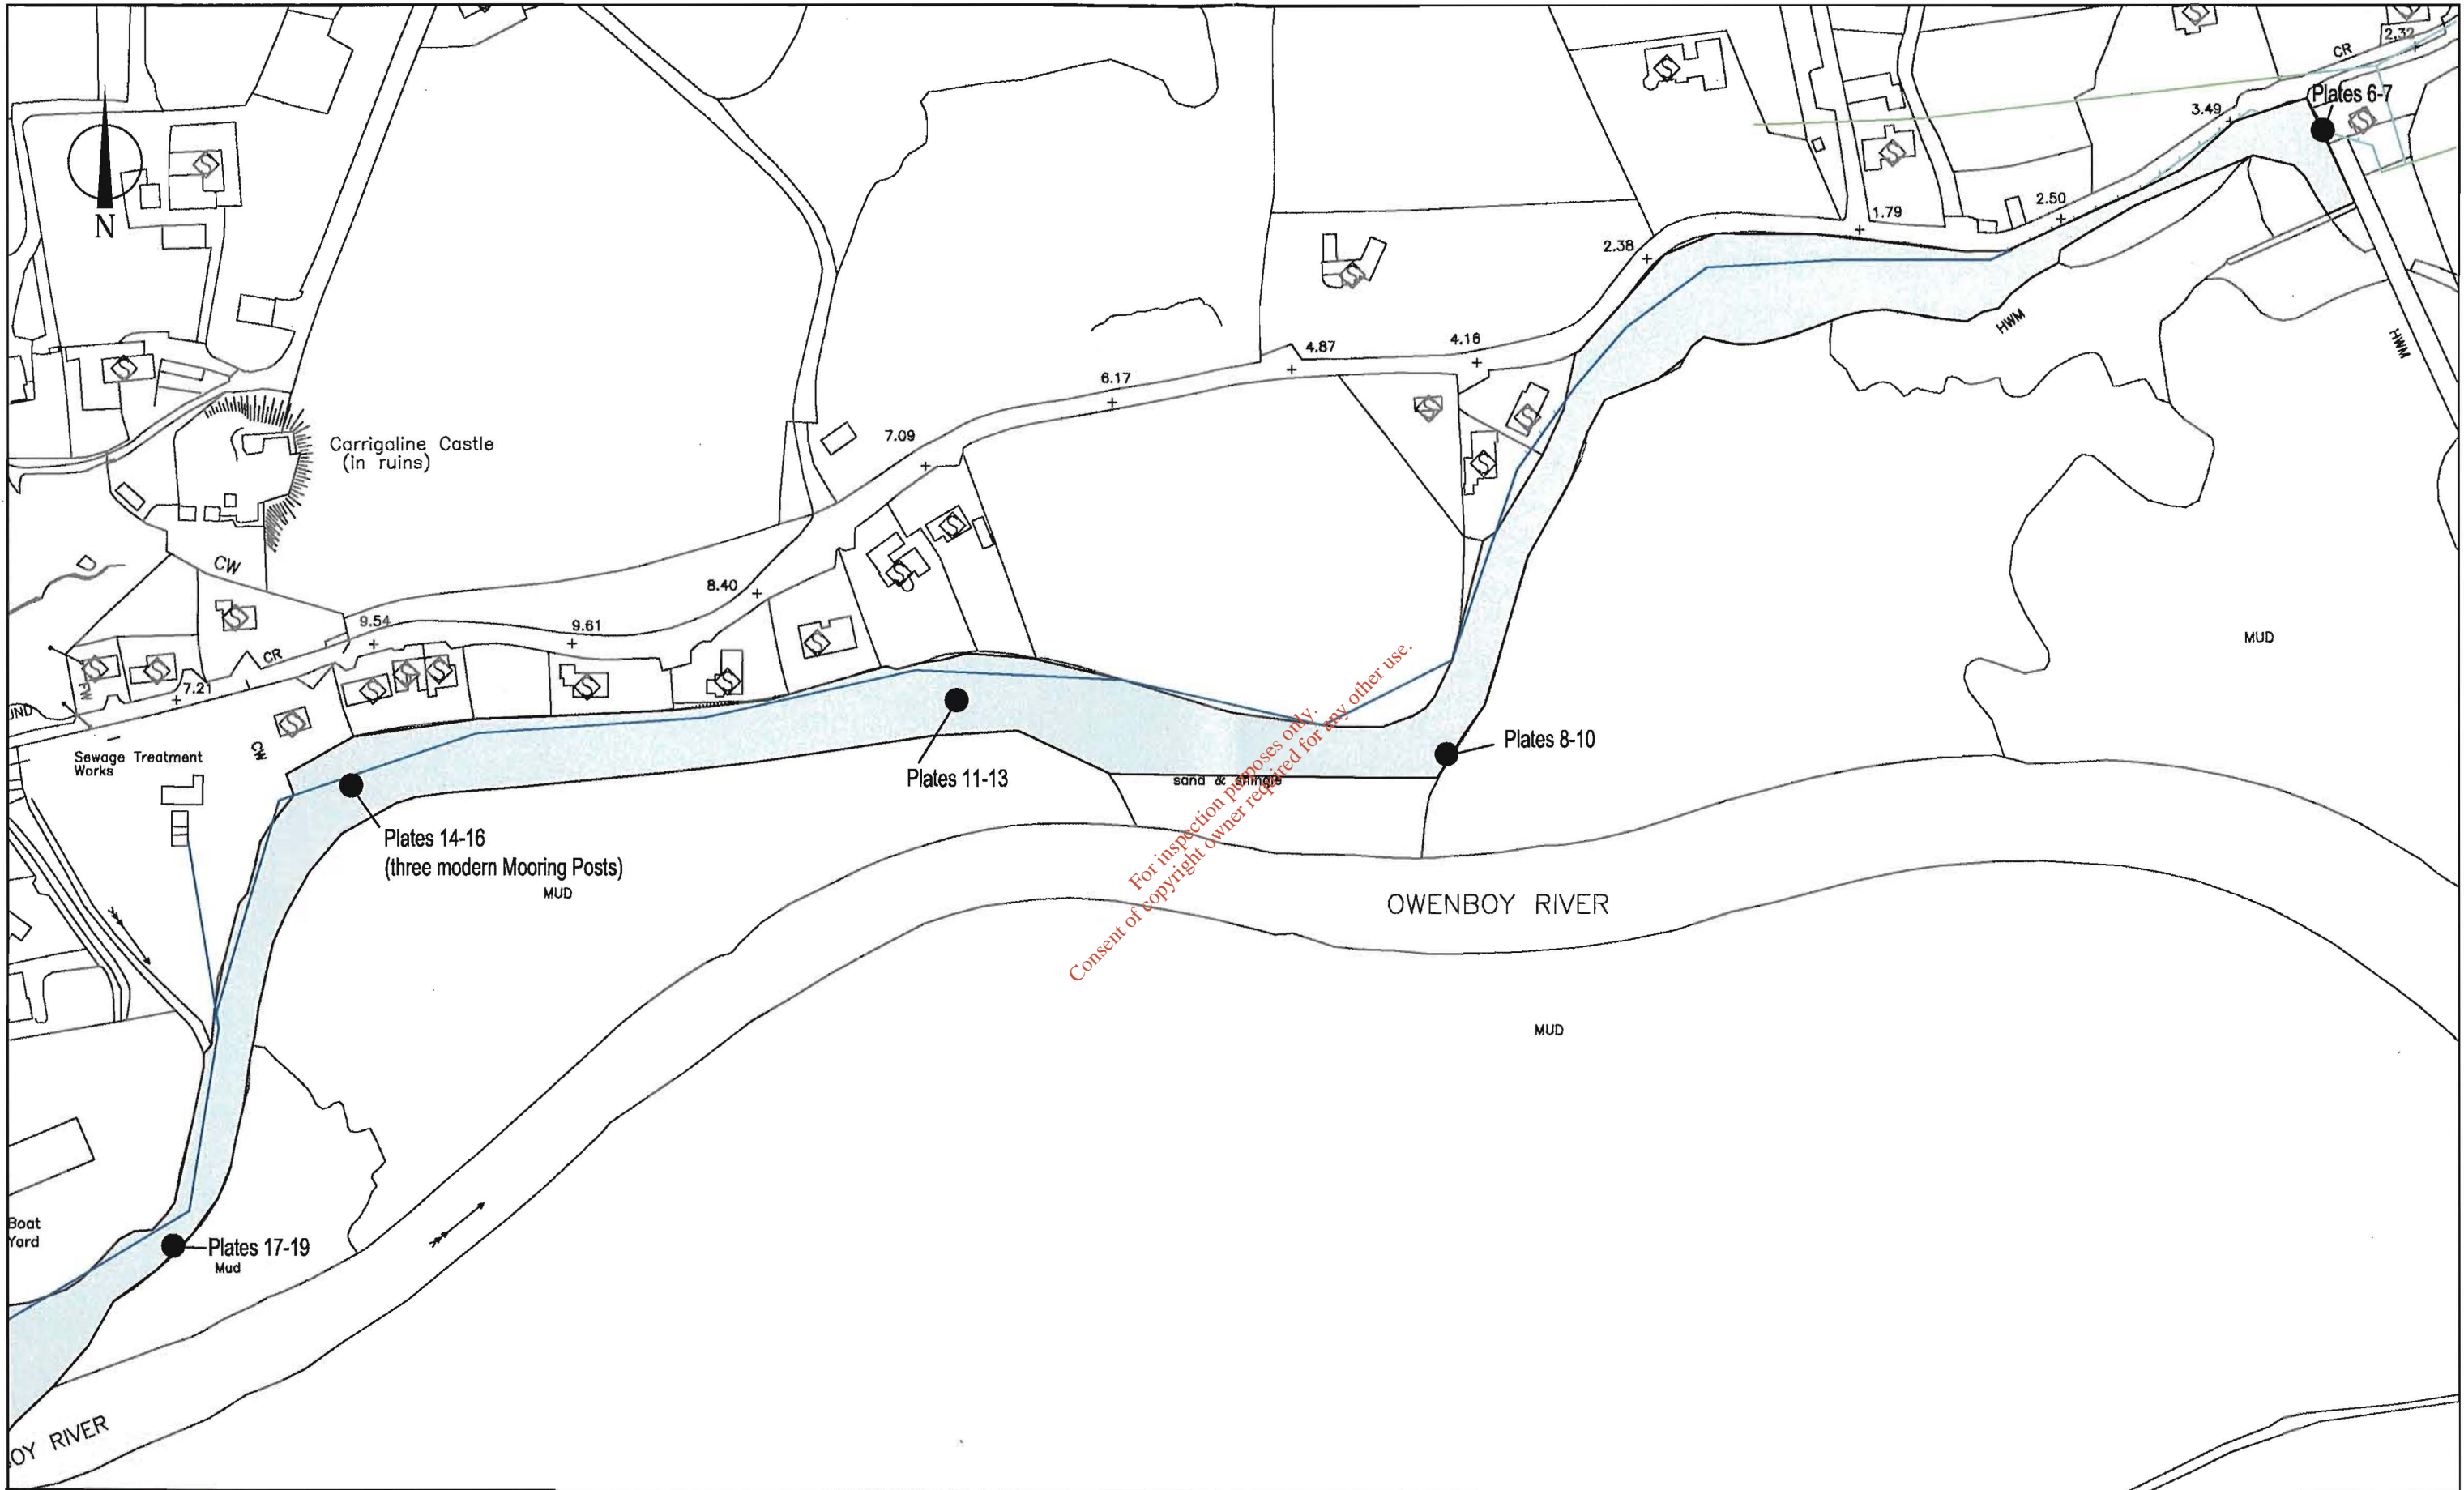 2.32
CR
Plates 6-7
3.49
N
1.79
2.50
2.38
HWM
HWM
4.87
4.16
6.17
Carrigaline Castle
(in ruins)
7.09
CW
8.40
9.54
9.61
MUD
CR
FW
7.21
UND
Sewage Treatment
Works
CW
Plates 11-13
sand & shingle
Plates 8-10
For inspection purposes only.
Consent of copyright owner required for any other use.
Plates 14-16
(three modern Mooring Posts)
MUD
OWENBOY RIVER
MUD
Boat
Yard
Plates 17-19
Mud
OY RIVER